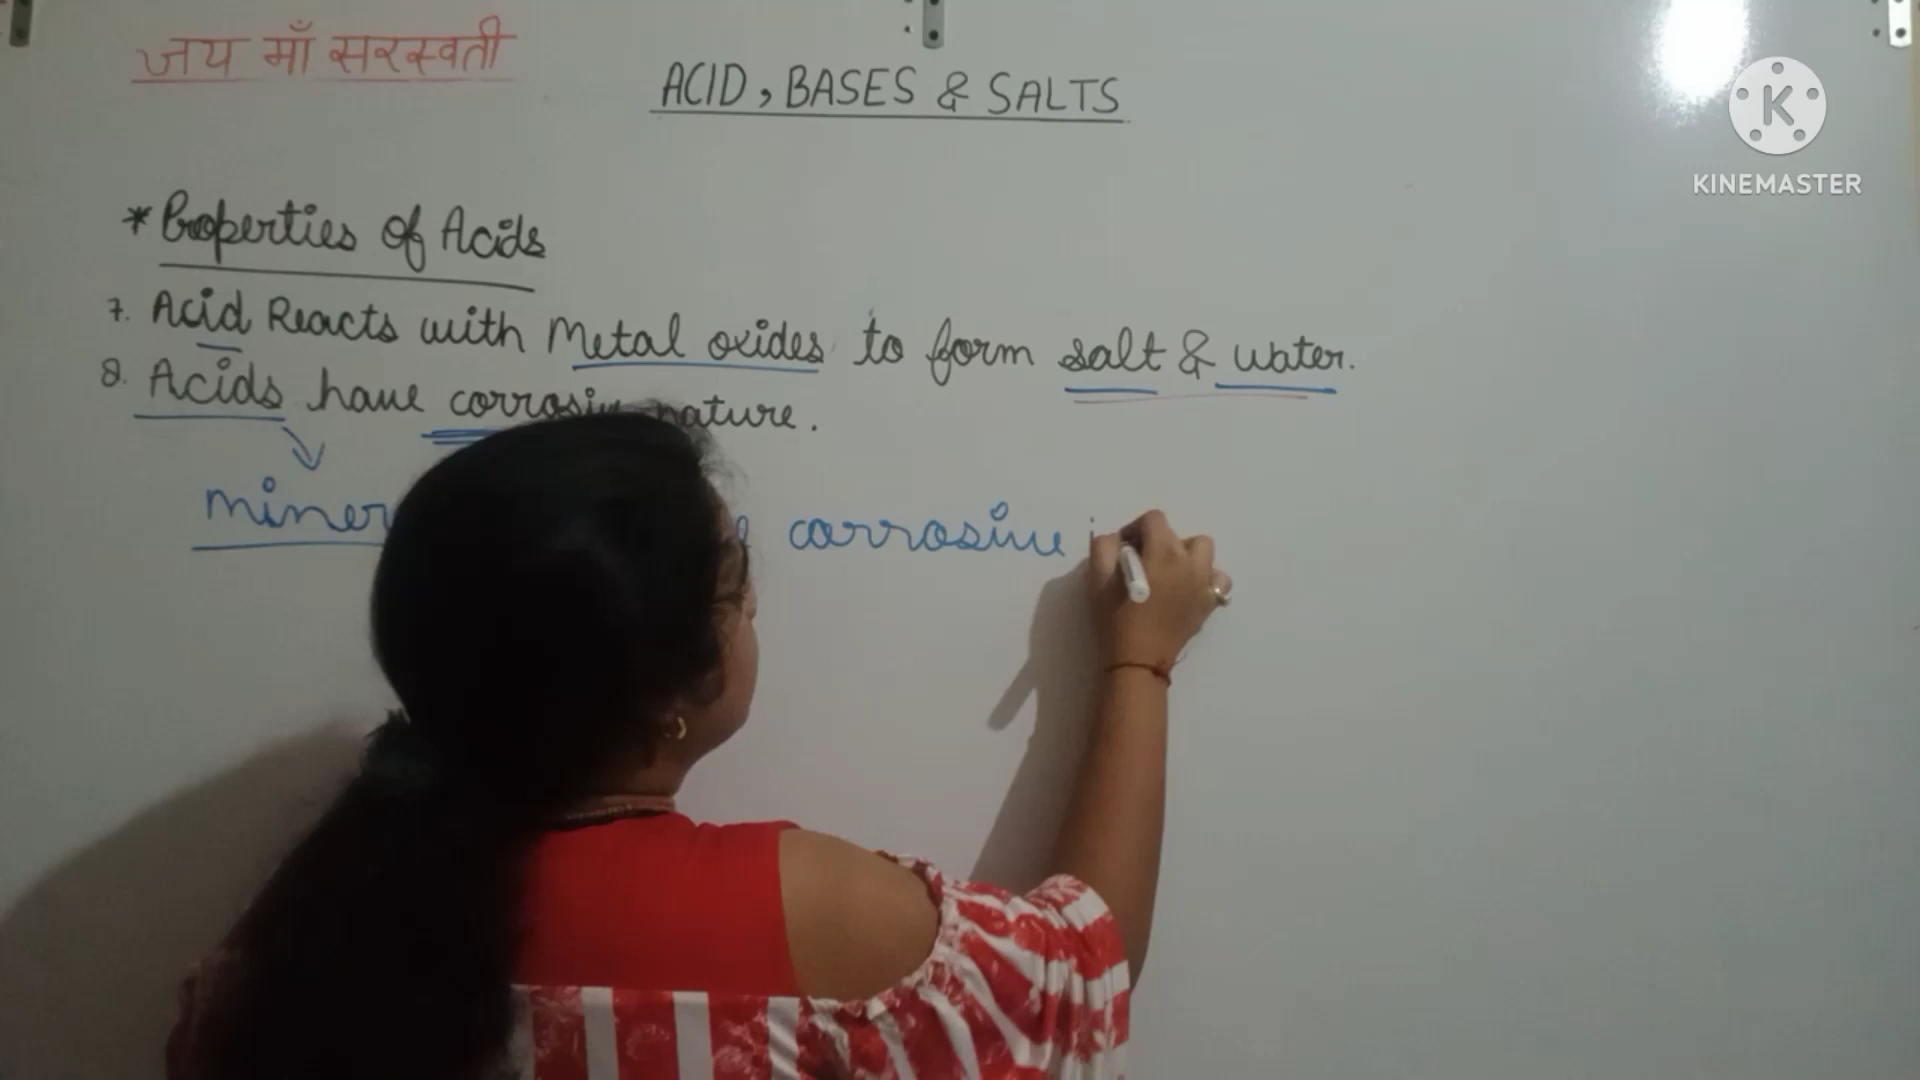 जय माँ सरस्वती
ACID, BASES & SALTS
KINEMASTER
* Properties of Acids
7. Acid Reacts with Metal oxides to form salt & water.
8. Acids have corrosive nature.
corrosive